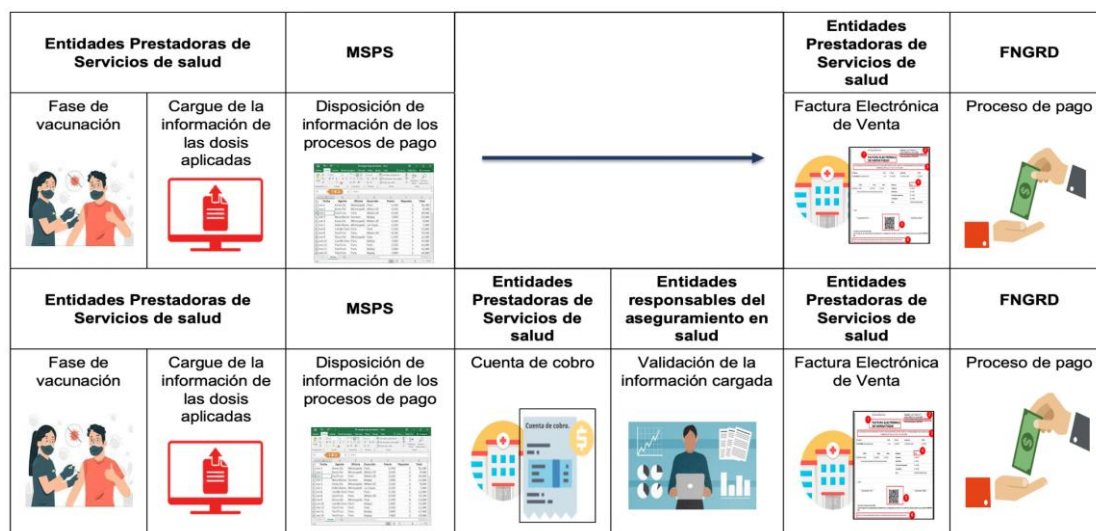 Entidades Prestadoras de
Servicios de salud
MSPS
Entidades
Prestadoras de
Servicios de
salud
FNGRD
Fase de
vacunación
Cargue de la
información de
las dosis
aplicadas
Disposición de
información de los
procesos de pago
Factura Electrónica
de Venta
Proceso de pago
Entidades Prestadoras de
Servicios de salud
MSPS
Entidades
Prestadoras de
Servicios de
salud
Entidades
responsables del
aseguramiento en
salud
Entidades
Prestadoras de
Servicios de
salud
FNGRD
Fase de
vacunación
Cargue de la
información de
las dosis
aplicadas
Disposición de
información de los
procesos de pago
Cuenta de cobro
Cuenta de cobro.
Validación de la
información cargada
Factura Electrónica
de Venta
Proceso de pago